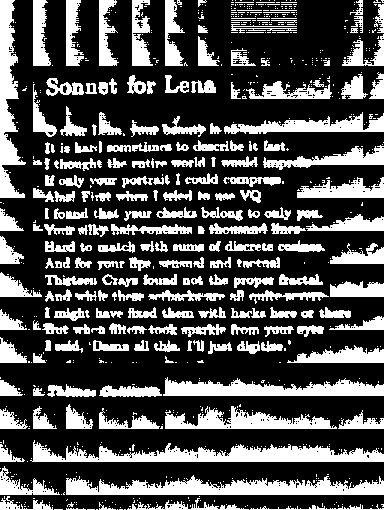 Sonnet for Lena
O dear Lena, your beauty is so vast
It is hard sometimes to describe it fast.
I thought the entire world I would impress
If only your portrait I could compress.
Alas! First when I tried to use VQ
I found that your cheeks belong to only you.
Your silky hair contains a thousand lines
Hard to match with sums of discrete cosines.
And for your lips, sensual and tactual
Thirteen Crays found not the proper fractal.
And while these setbacks are all quite severe
I might have fixed them with hacks here or there
But when filters took sparkle from your eyes
I said, 'Damn all this. I'll just digitize.'
Thomas